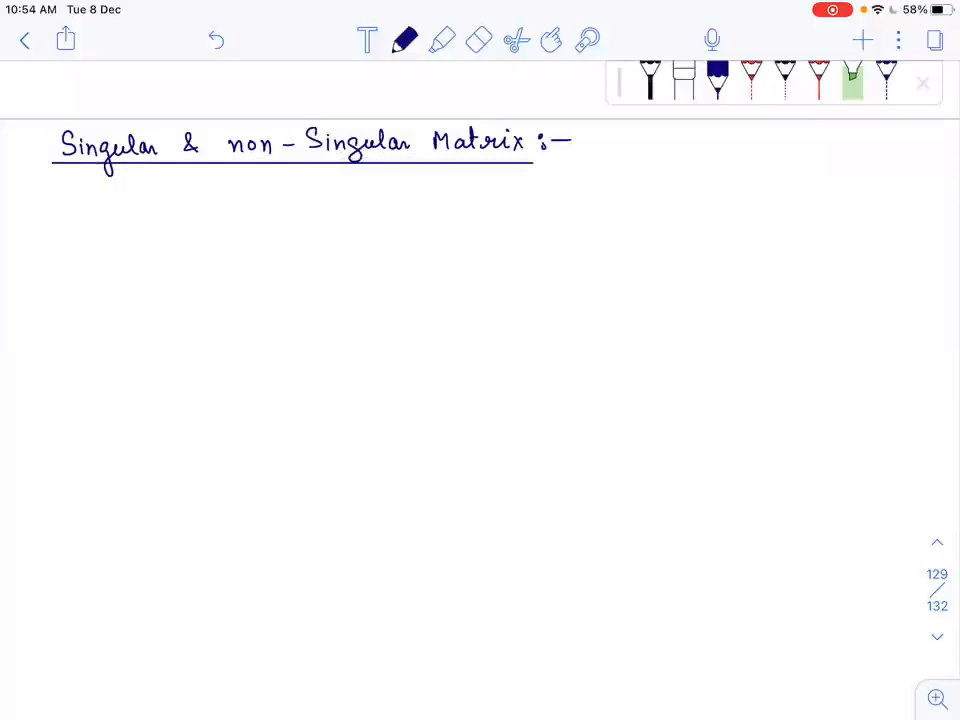 10:54 AM Tue 8 Dec 58%
T
Singular & non - Singular Matrix :-
129
132